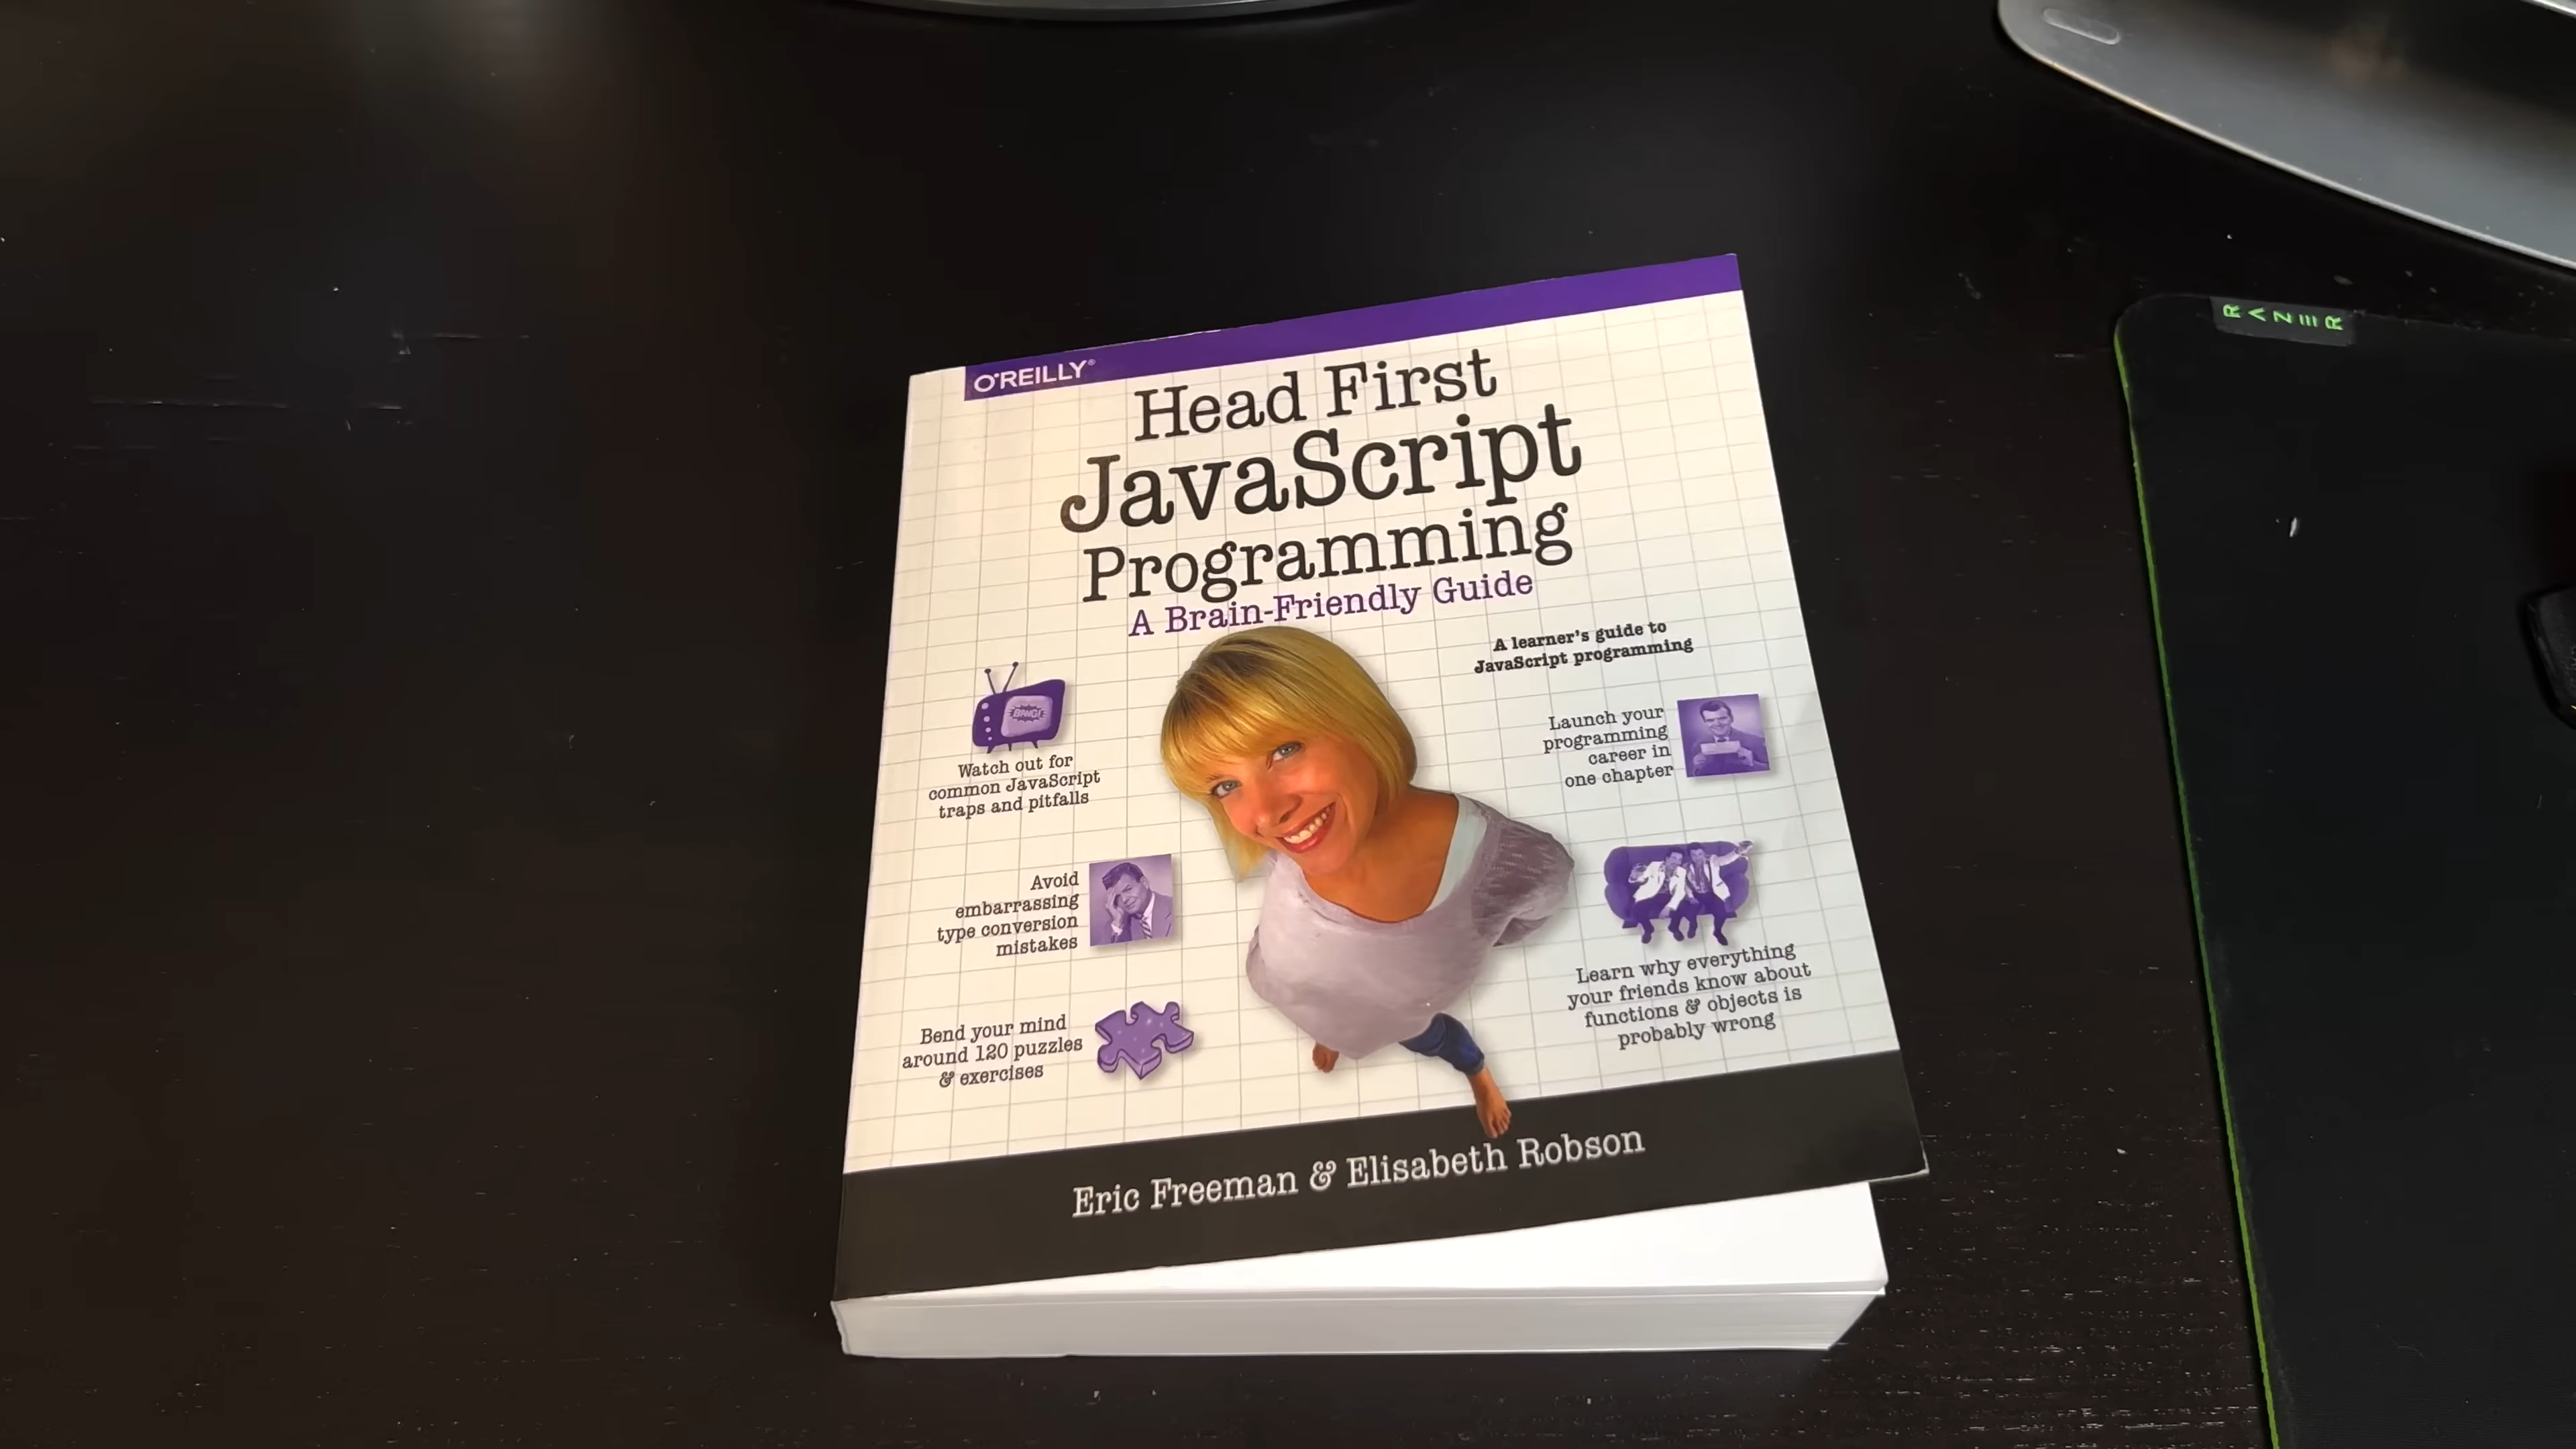 O'REILLY®
Head First
JavaScript
Programming
A Brain-Friendly Guide
A learner's guide to
JavaScript programming
BANG!
Watch out for
common JavaScript
traps and pitfalls
Launch your
programming
career in
one chapter
Avoid
embarrassing
type conversion
mistakes
Learn why everything
your friends know about
functions & objects is
probably wrong
Bend your mind
around 120 puzzles
& exercises
Eric Freeman & Elisabeth Robson
RAZER